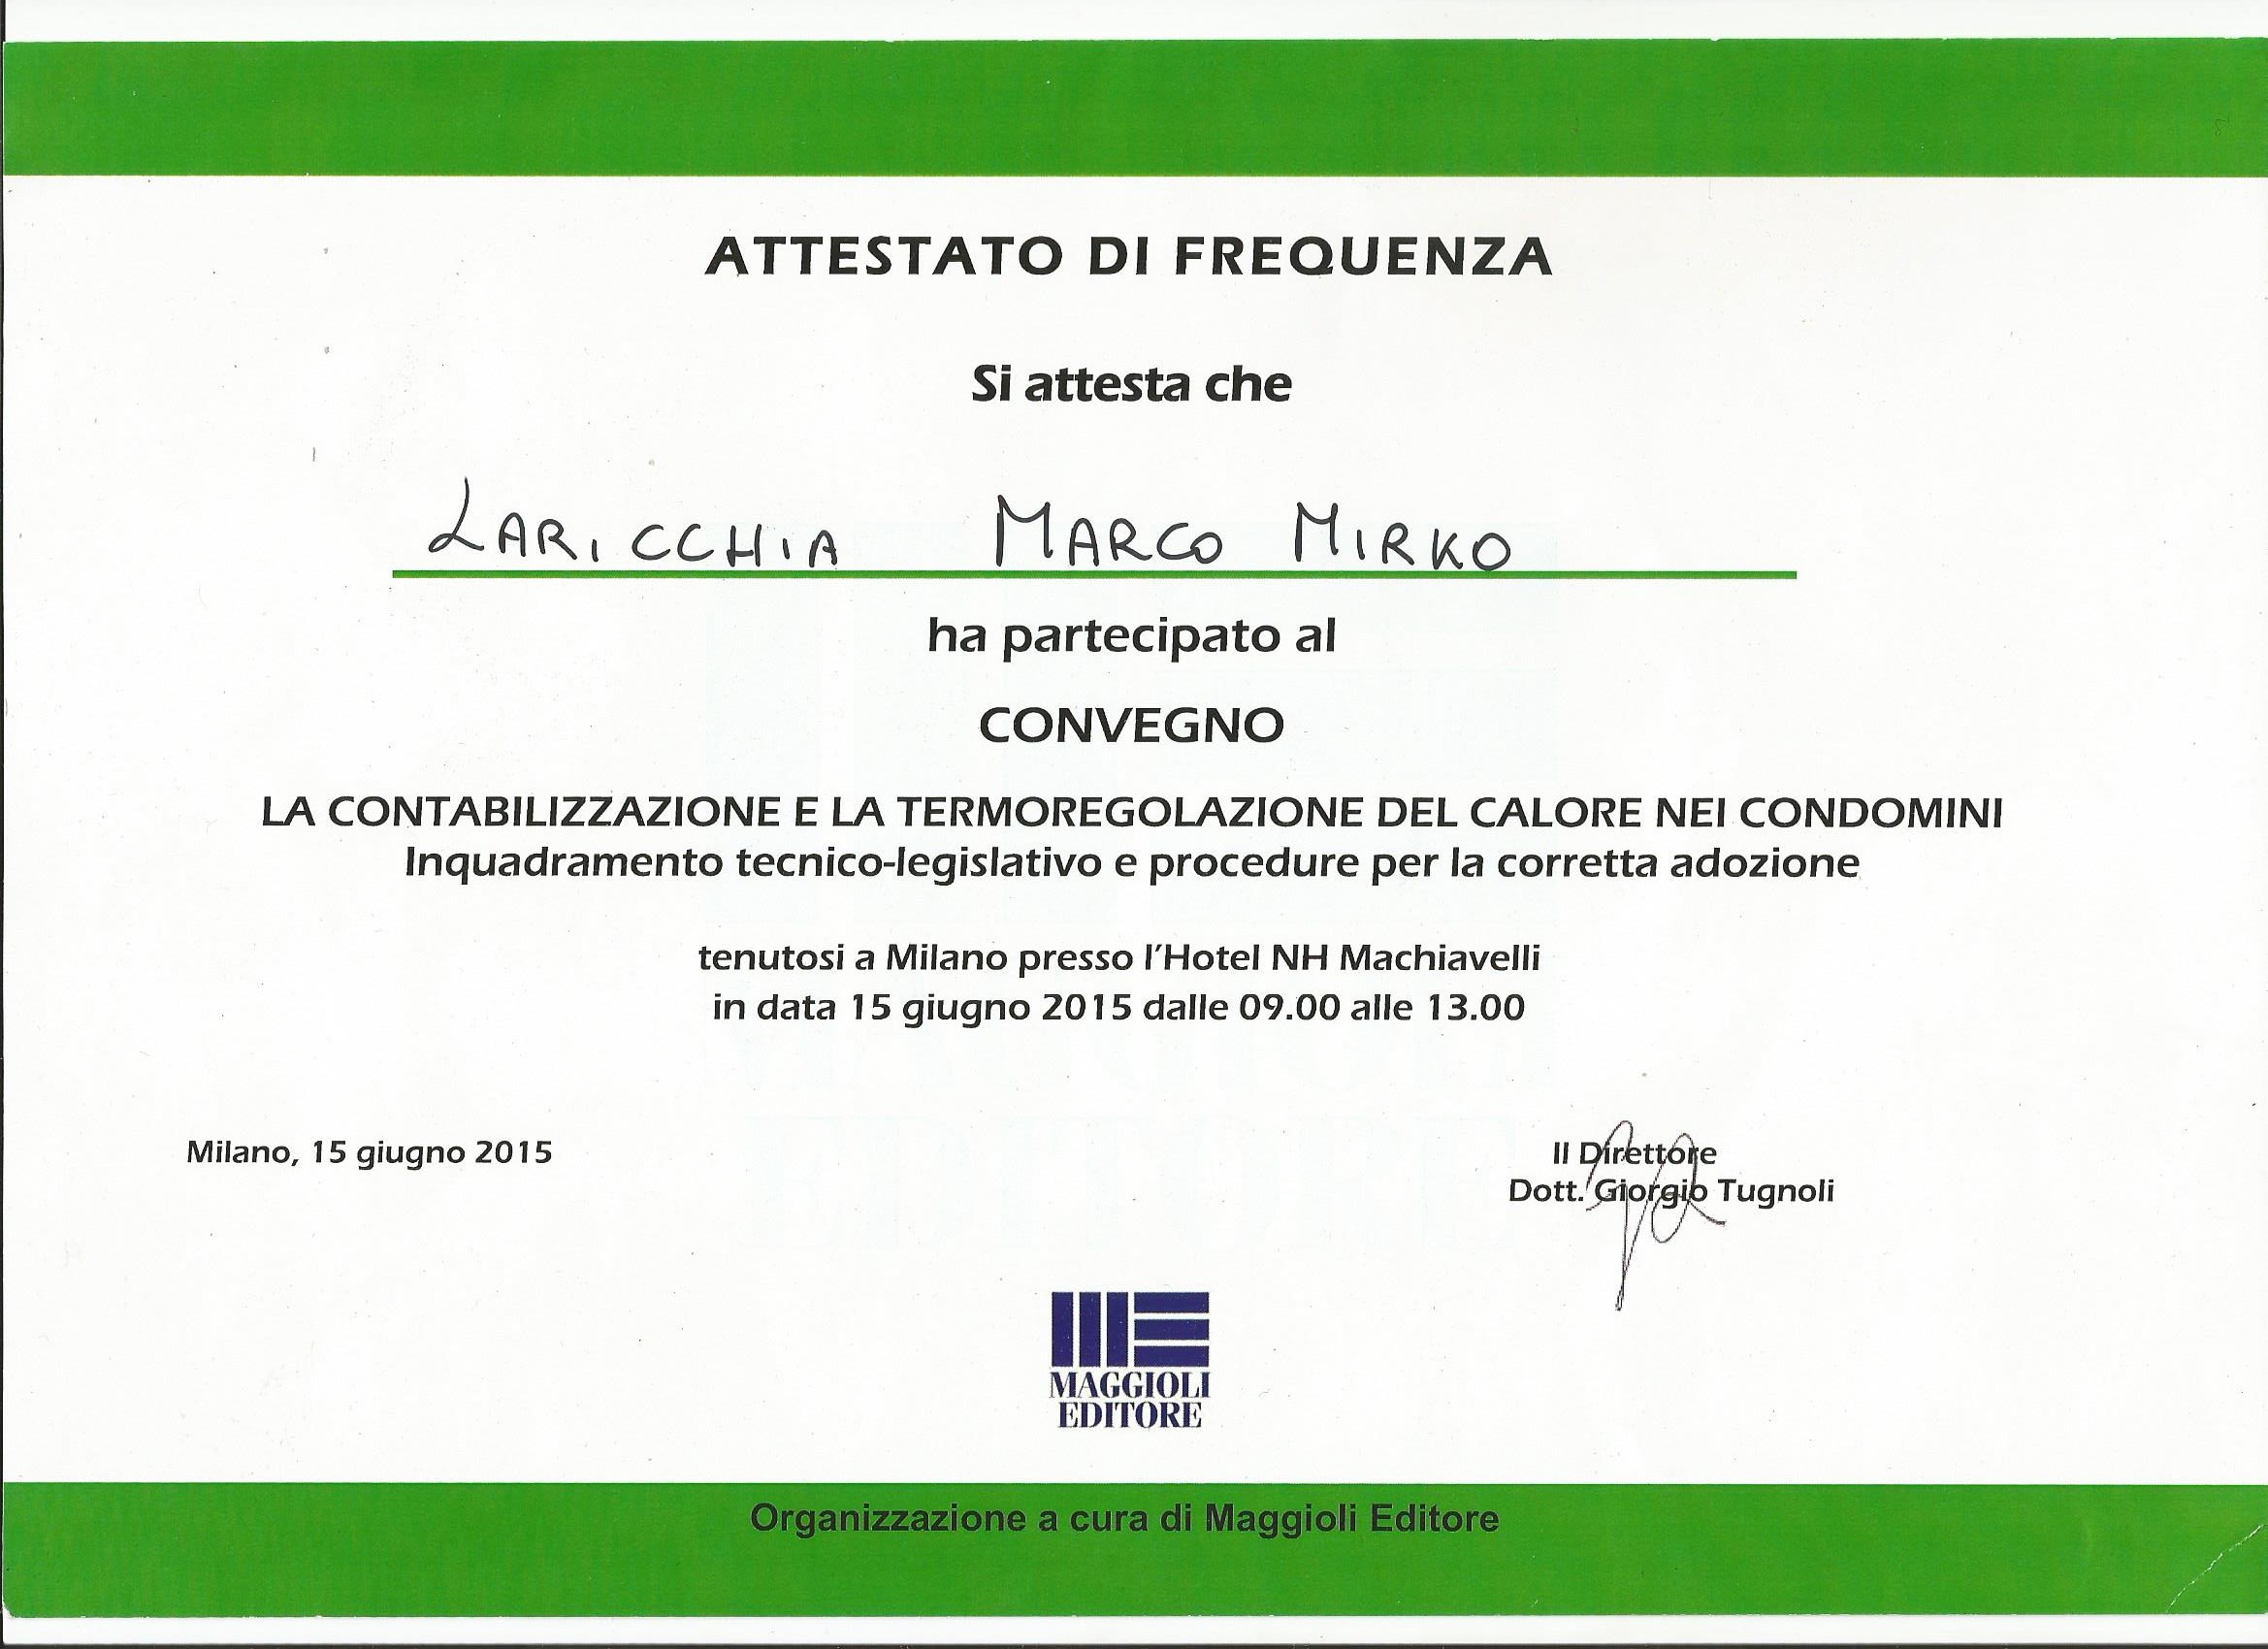 ATTESTATO DI FREQUENZA
Si attesta che
LARICCHIA MARCO MIRKO
ha partecipato al
CONVEGNO
LA CONTABILIZZAZIONE E LA TERMOREGOLAZIONE DEL CALORE NEI CONDOMINI
Inquadramento tecnico-legislativo e procedure per la corretta adozione
tenutosi a Milano presso l'Hotel NH Machiavelli
in data 15 giugno 2015 dalle 09.00 alle 13.00
Milano, 15 giugno 2015
Il Direttore
Dott. Giorgio Tugnoli
MAGGIOLI
EDITORE
Organizzazione a cura di Maggioli Editore